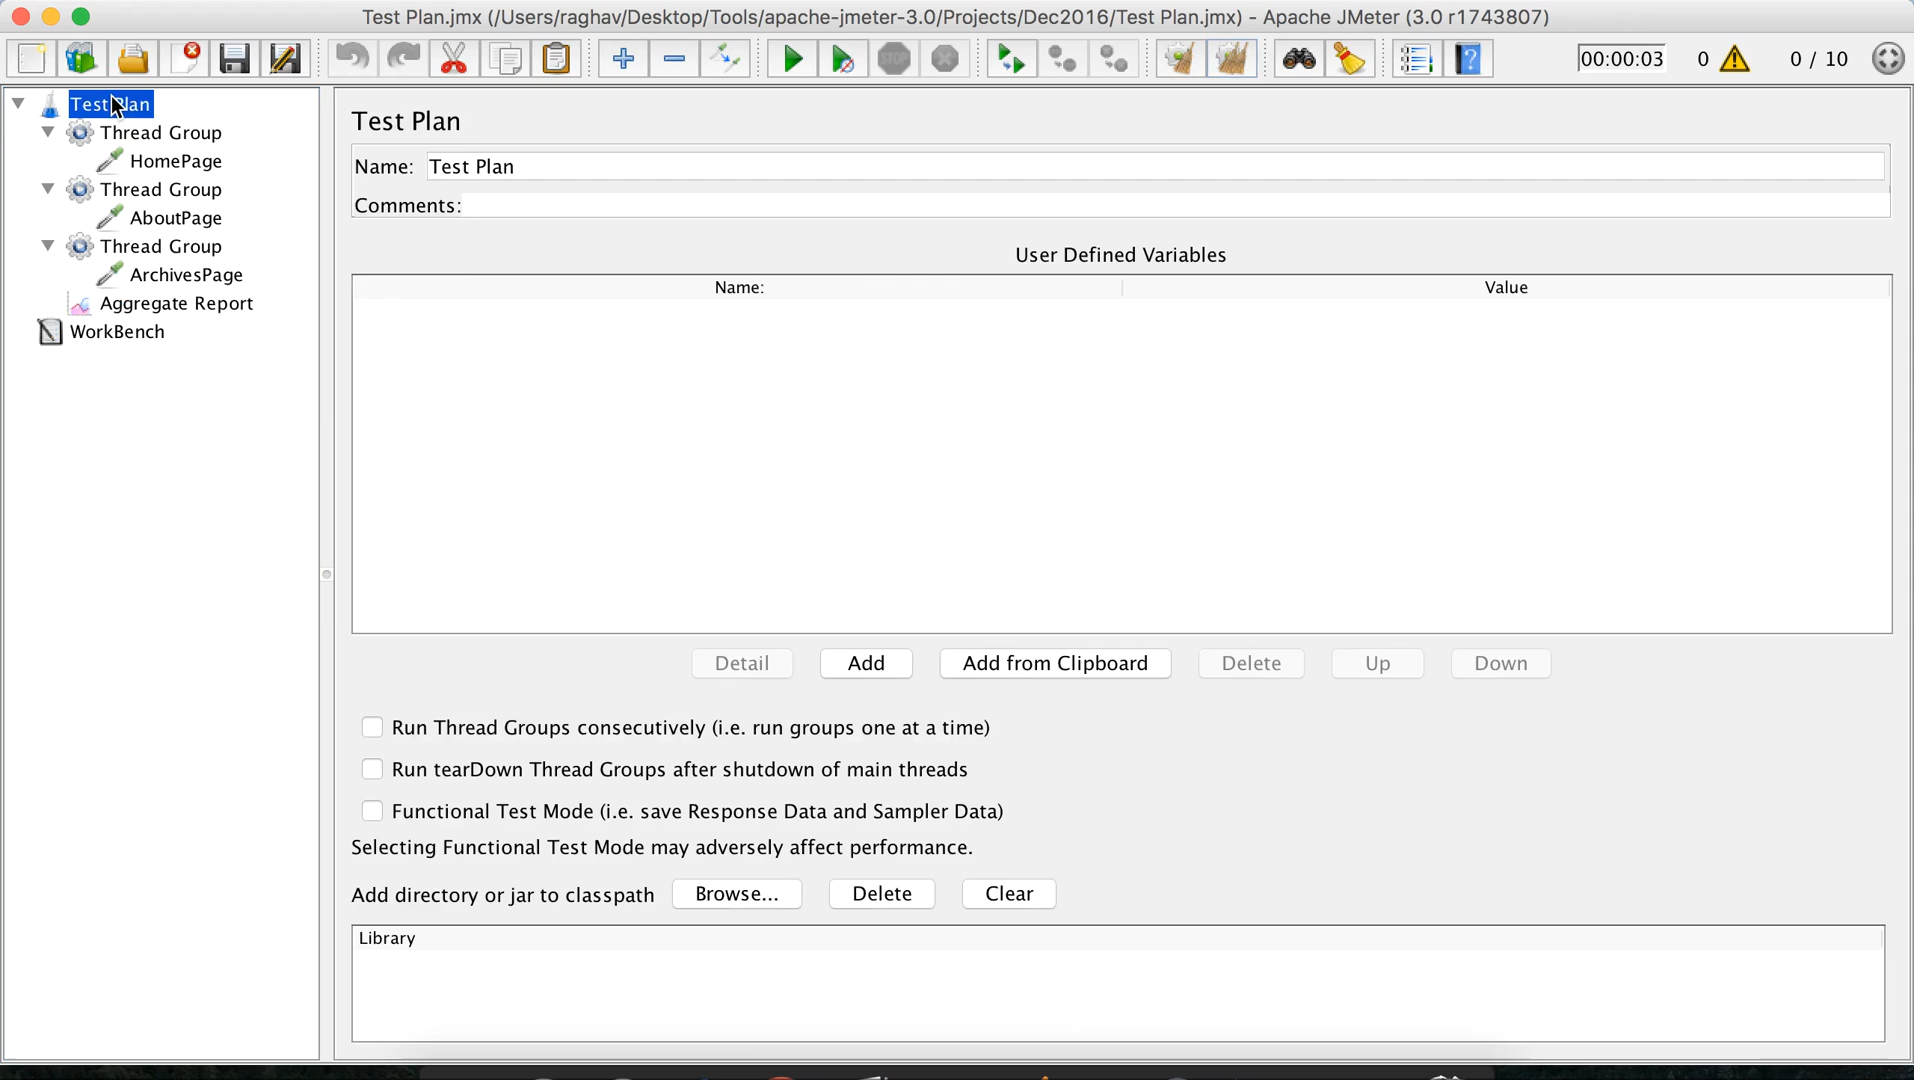 Test Plan.jmx (/Users/raghav/Desktop/Tools/apache-jmeter-3.0/Projects/Dec2016/Test Plan.jmx) - Apache JMeter (3.0 r1743807)
STOP
?
00:00:03
0
0 / 10
Test Plan
Thread Group
HomePage
Thread Group
AboutPage
Thread Group
ArchivesPage
Aggregate Report
WorkBench
Test Plan
Name: Test Plan
Comments:
User Defined Variables
Name: Value
Detail Add Add from Clipboard Delete Up Down
Run Thread Groups consecutively (i.e. run groups one at a time)
Run tearDown Thread Groups after shutdown of main threads
Functional Test Mode (i.e. save Response Data and Sampler Data)
Selecting Functional Test Mode may adversely affect performance.
Add directory or jar to classpath Browse... Delete Clear
Library